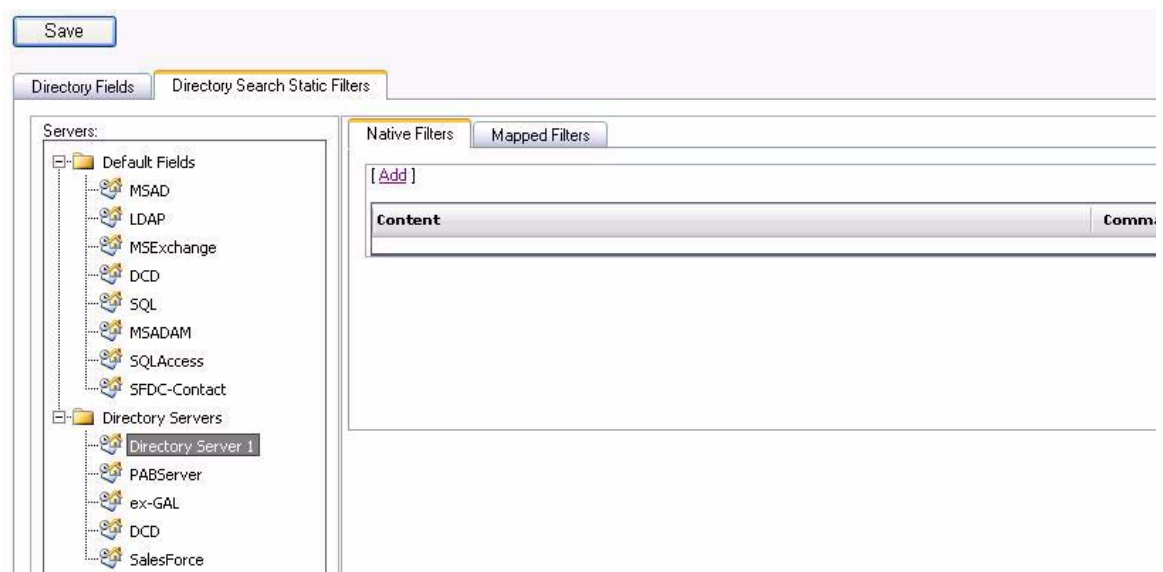 Save
Directory Fields
Directory Search Static Filters
Servers:
Default Fields
MSAD
LDAP
MSExchange
DCD
SQL
MSADAM
SQLAccess
SFDC-Contact
Directory Servers
Directory Server 1
PABServer
ex-GAL
DCD
SalesForce
Native Filters
Mapped Filters
[ Add ]
Content
Comma